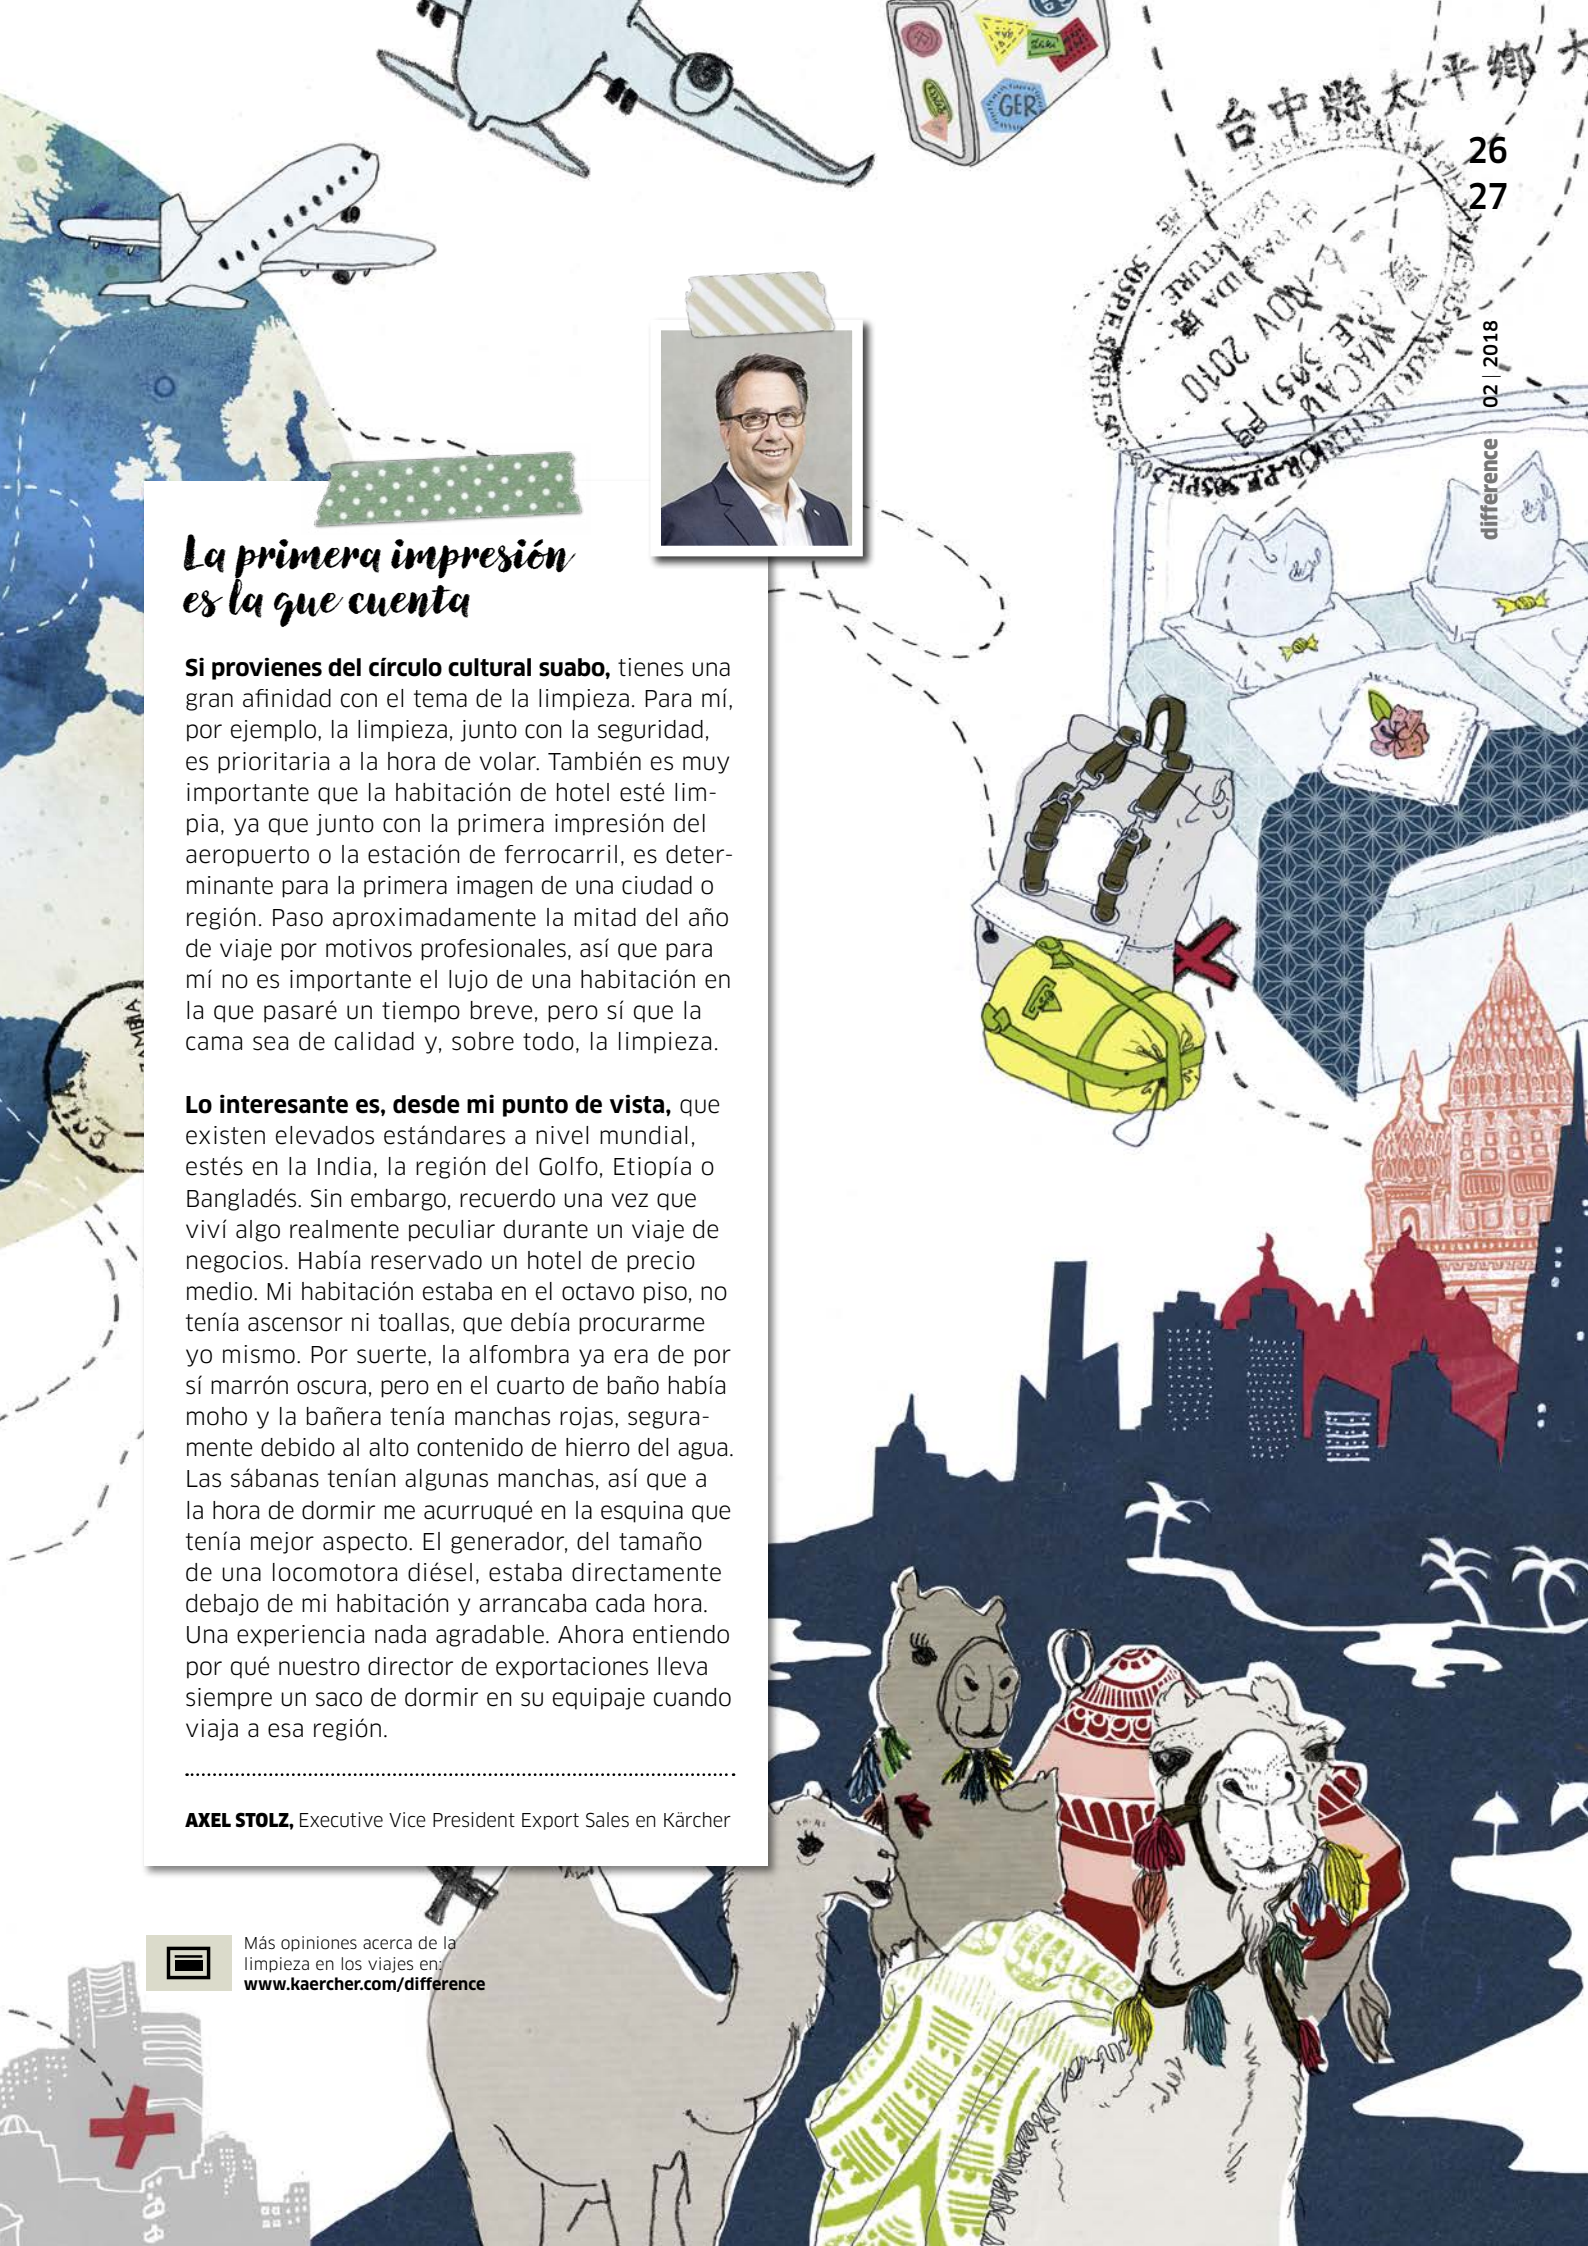 GER
台中縣太平鄉
26
27
DEPARTURE
NOV 2010
MACAU
difference 02 | 2018
La primera impresión
es la que cuenta
Si provienes del círculo cultural suabo, tienes una
gran afinidad con el tema de la limpieza. Para mí,
por ejemplo, la limpieza, junto con la seguridad,
es prioritaria a la hora de volar. También es muy
importante que la habitación de hotel esté lim-
pia, ya que junto con la primera impresión del
aeropuerto o la estación de ferrocarril, es deter-
minante para la primera imagen de una ciudad o
región. Paso aproximadamente la mitad del año
de viaje por motivos profesionales, así que para
mí no es importante el lujo de una habitación en
la que pasaré un tiempo breve, pero sí que la
cama sea de calidad y, sobre todo, la limpieza.
Lo interesante es, desde mi punto de vista, que
existen elevados estándares a nivel mundial,
estés en la India, la región del Golfo, Etiopía o
Bangladés. Sin embargo, recuerdo una vez que
viví algo realmente peculiar durante un viaje de
negocios. Había reservado un hotel de precio
medio. Mi habitación estaba en el octavo piso, no
tenía ascensor ni toallas, que debía procurarme
yo mismo. Por suerte, la alfombra ya era de por
sí marrón oscura, pero en el cuarto de baño había
moho y la bañera tenía manchas rojas, segura-
mente debido al alto contenido de hierro del agua.
Las sábanas tenían algunas manchas, así que a
la hora de dormir me acurruqué en la esquina que
tenía mejor aspecto. El generador, del tamaño
de una locomotora diésel, estaba directamente
debajo de mi habitación y arrancaba cada hora.
Una experiencia nada agradable. Ahora entiendo
por qué nuestro director de exportaciones lleva
siempre un saco de dormir en su equipaje cuando
viaja a esa región.
AXEL STOLZ, Executive Vice President Export Sales en Kärcher
Más opiniones acerca de la
limpieza en los viajes en:
www.kaercher.com/difference